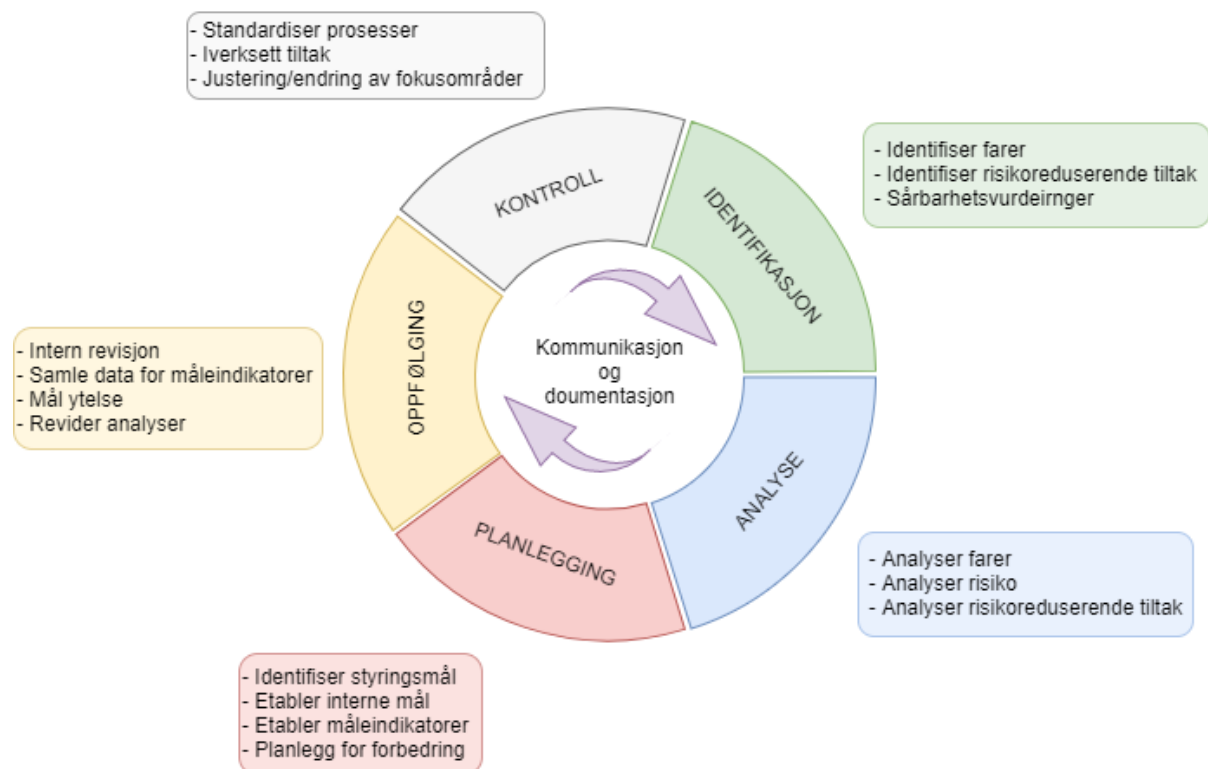 - Standardiser prosesser
- Iverksett tiltak
- Justering/endring av fokusområder
KONTROLL
IDENTIFIKASJON
- Identifiser farer
- Identifiser risikoreduserende tiltak
- Sårbarhetsvurdeirnger
OPPFØLGING
- Intern revisjon
- Samle data for måleindikatorer
- Mål ytelse
- Revider analyser
Kommunikasjon
og
doumentasjon
ANALYSE
- Analyser farer
- Analyser risiko
- Analyser risikoreduserende tiltak
PLANLEGGING
- Identifiser styringsmål
- Etabler interne mål
- Etabler måleindikatorer
- Planlegg for forbedring